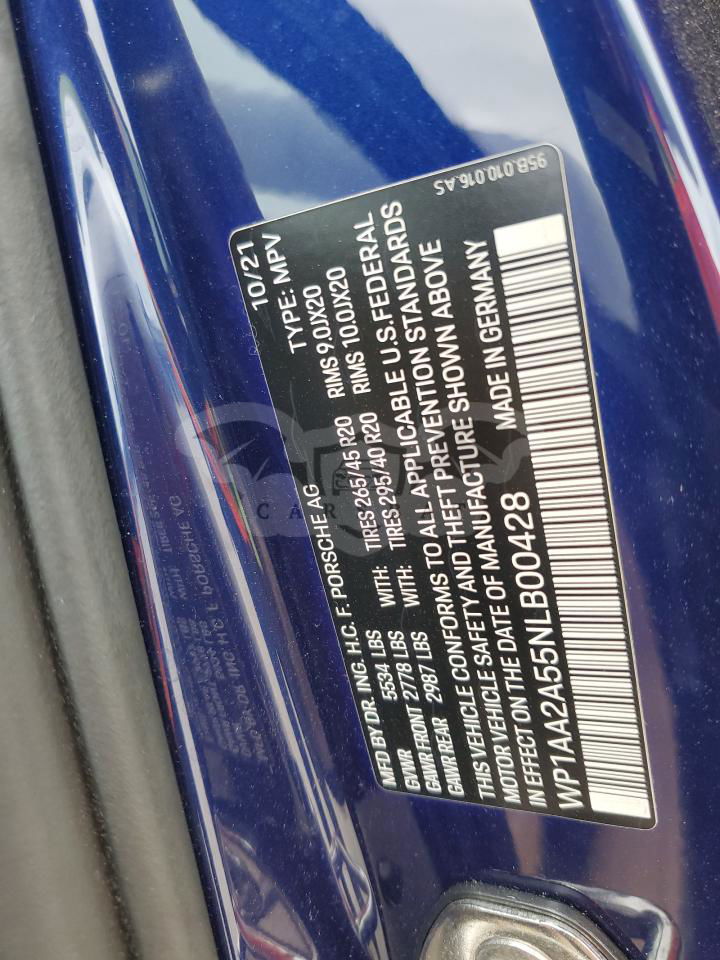 95B.010.016.AS
10/21
MFD BY DR. ING. H.C. F. PORSCHE AG TYPE: MPV
GVWR 5534 LBS
GAWR FRONT 2778 LBS WITH: TIRES 265/45 R20 RIMS 9.0JX20
GAWR REAR 2987 LBS WITH: TIRES 295/40 R20 RIMS 10.0JX20
THIS VEHICLE CONFORMS TO ALL APPLICABLE U.S.FEDERAL
MOTOR VEHICLE SAFETY AND THEFT PREVENTION STANDARDS
IN EFFECT ON THE DATE OF MANUFACTURE SHOWN ABOVE
WP1AA2A55NLB00428 MADE IN GERMANY